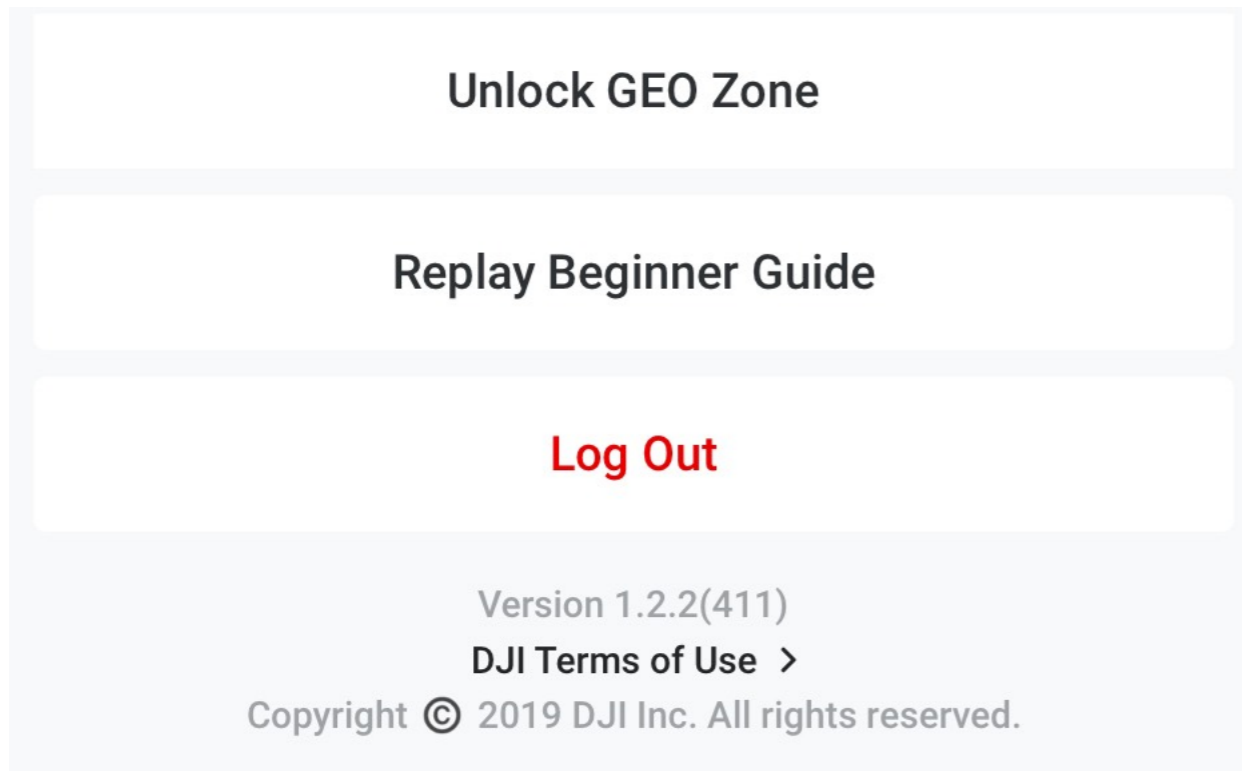 Unlock GEO Zone
Replay Beginner Guide
Log Out
Version 1.2.2(411)
DJI Terms of Use >
Copyright © 2019 DJI Inc. All rights reserved.